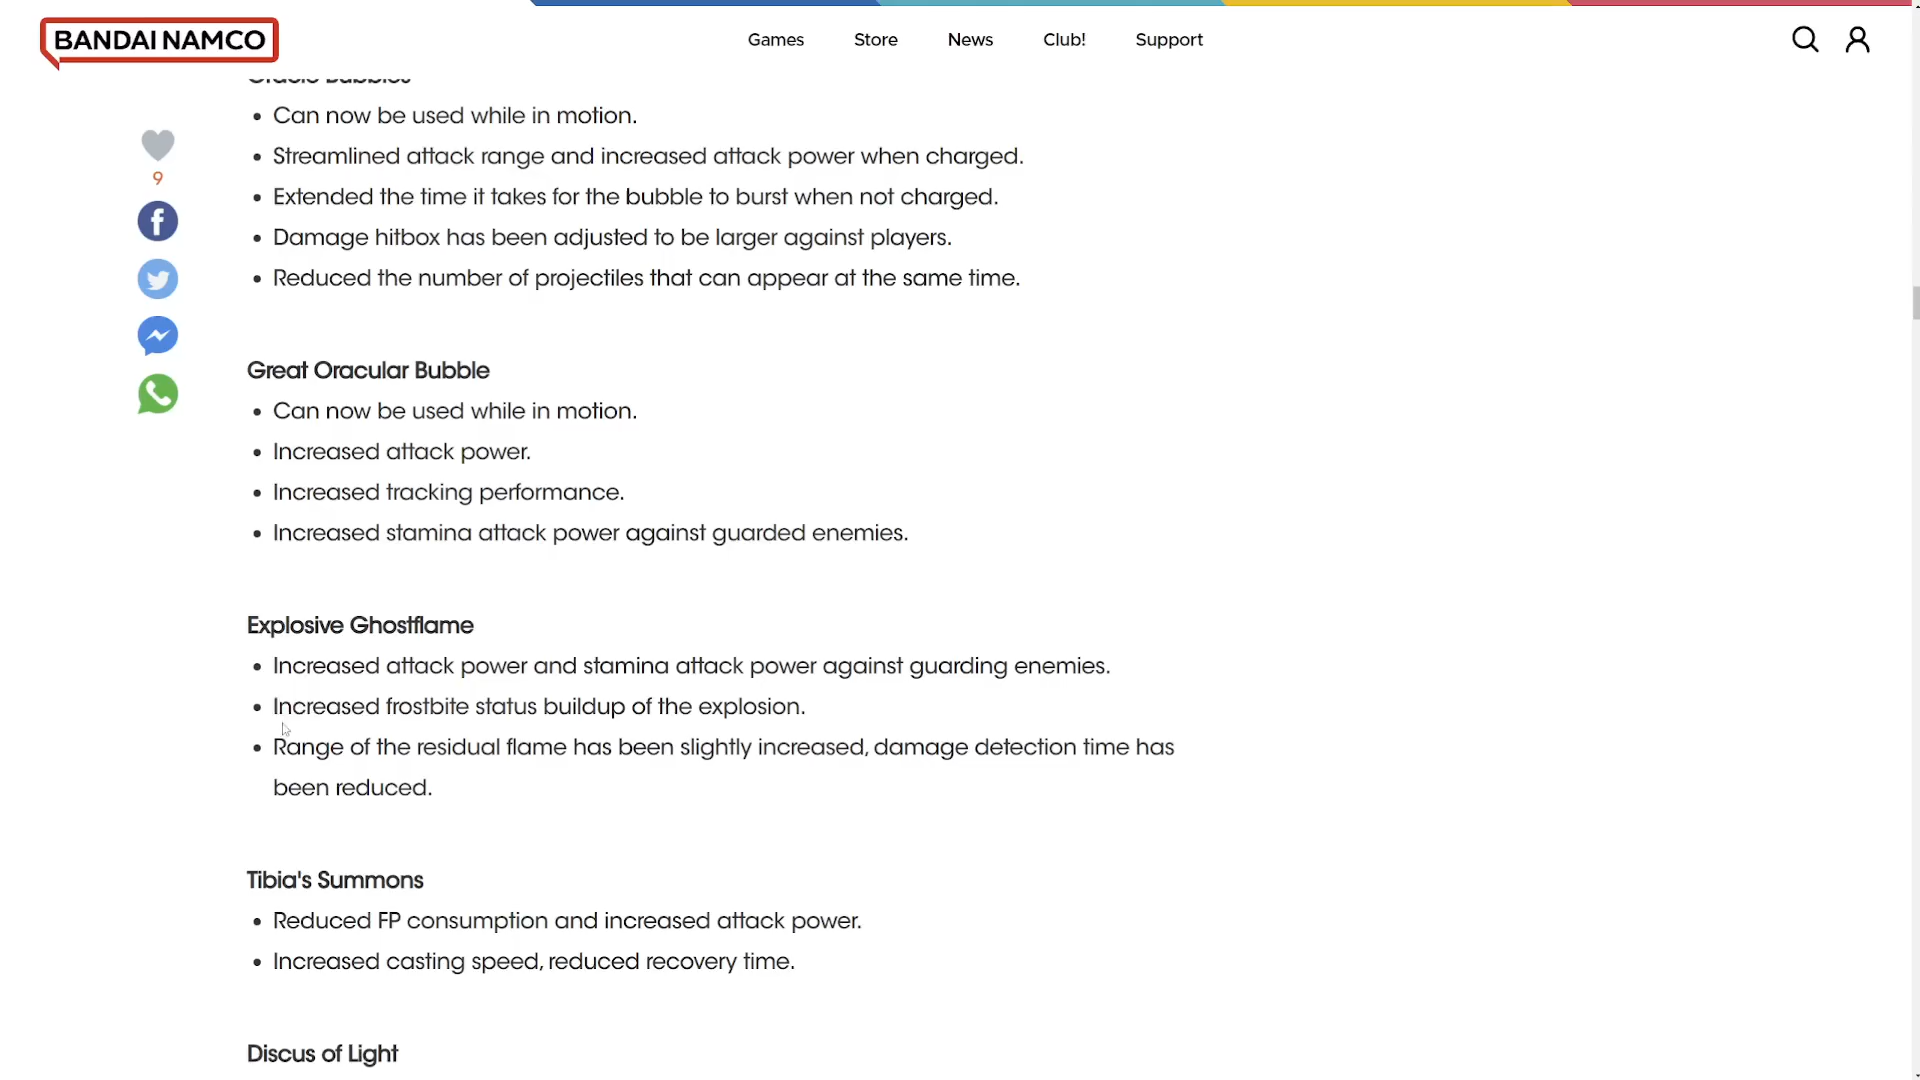 BANDAI NAMCO
Games
Store
News
Club!
Support
Oracle Bubbles
Can now be used while in motion.
Streamlined attack range and increased attack power when charged.
9
Extended the time it takes for the bubble to burst when not charged.
Damage hitbox has been adjusted to be larger against players.
Reduced the number of projectiles that can appear at the same time.
Great Oracular Bubble
Can now be used while in motion.
Increased attack power.
Increased tracking performance.
Increased stamina attack power against guarded enemies.
Explosive Ghostflame
Increased attack power and stamina attack power against guarding enemies.
Increased frostbite status buildup of the explosion.
Range of the residual flame has been slightly increased, damage detection time has
been reduced.
Tibia's Summons
Reduced FP consumption and increased attack power.
Increased casting speed, reduced recovery time.
Discus of Light